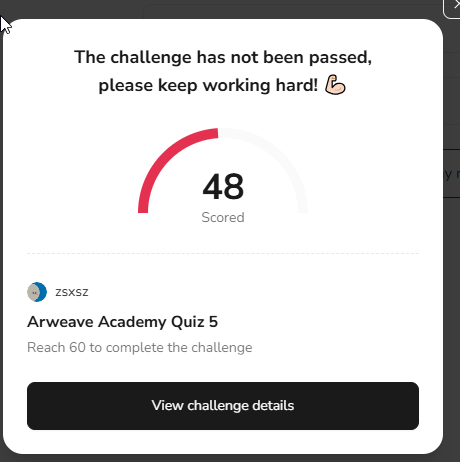 The challenge has not been passed,
please keep working hard! 💪🏻
48
Scored
zsxsz
Arweave Academy Quiz 5
Reach 60 to complete the challenge
View challenge details